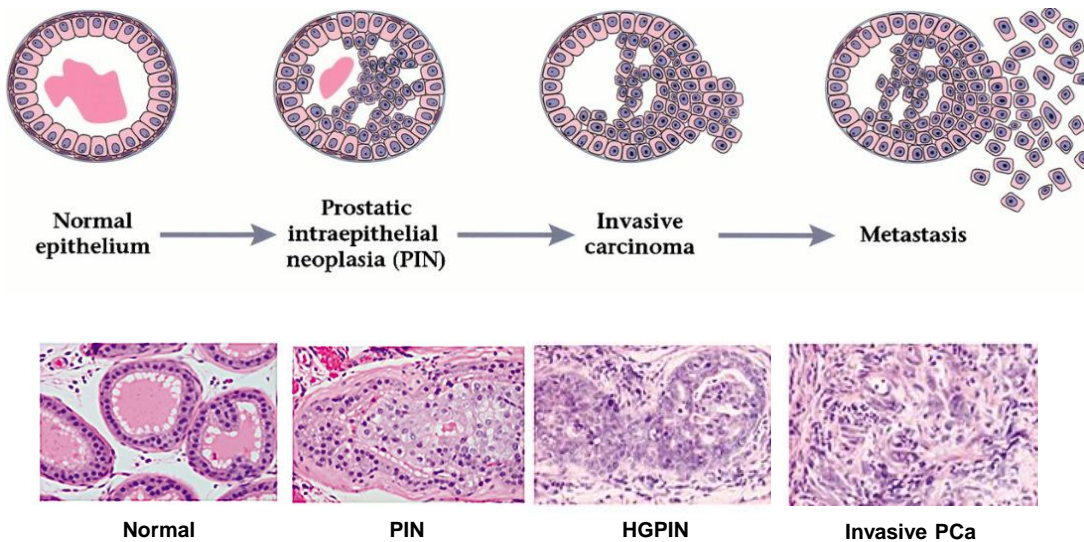 Normal
epithelium
Prostatic
intraepithelial
neoplasia (PIN)
Invasive
carcinoma
Metastasis
Normal
PIN
HGPIN
Invasive PCa